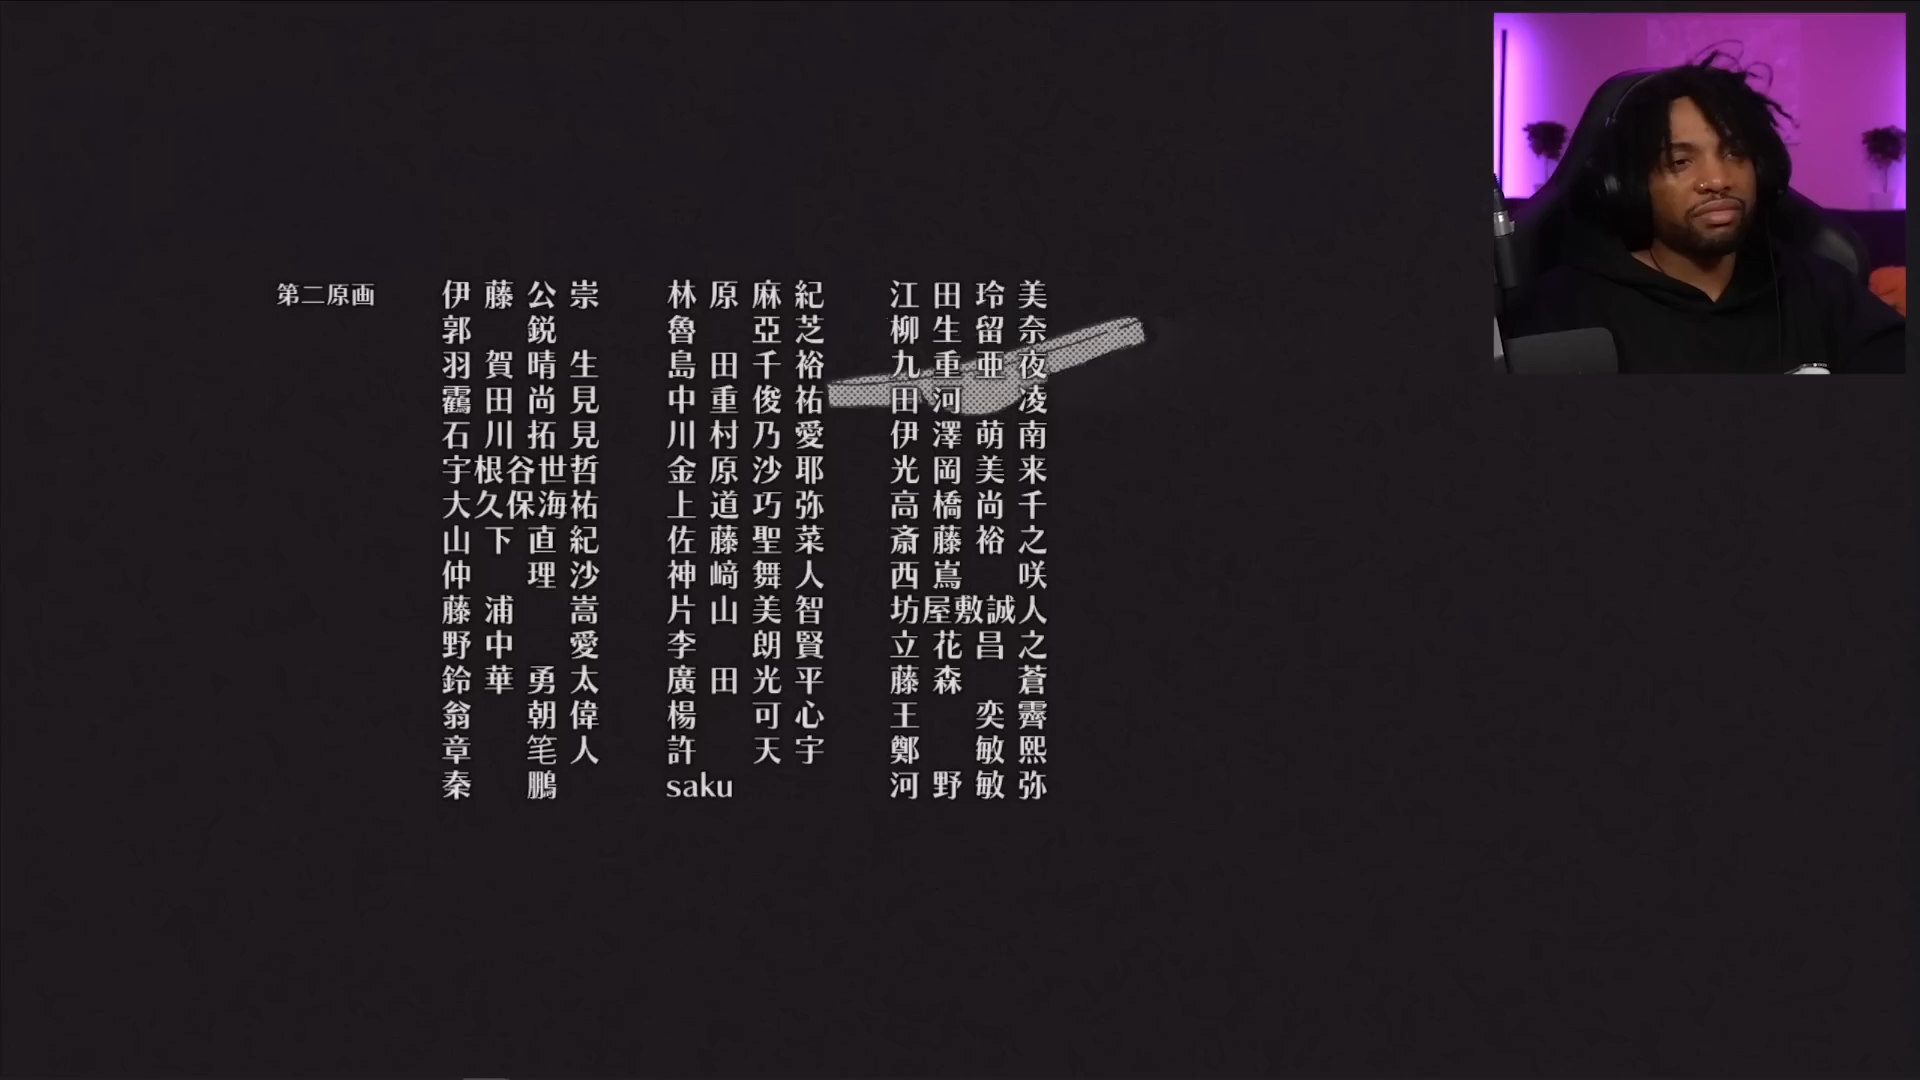 第二原画 伊藤公崇 林原麻紀 江田玲美
郭鋭 魯亞芝 柳生留奈
羽賀晴生 島田千裕 九重亜夜
靍田尚見 中重俊祐 田河凌
石川拓見 川村乃愛 伊澤萌南
宇根谷世哲 金原沙耶 光岡美来
大久保海祐 上道巧弥 高橋尚千
山下直紀 佐藤聖菜 斎藤裕之
仲理沙 神﨑舞人 西嶌咲
藤浦嵩 片山美智 坊屋敷誠人
野中愛 李朗賢 立花昌之
鈴華勇太 廣田光平 藤森蒼
翁朝偉 楊可心 王奕霽
章笔人 許天宇 鄭敏熙
秦鵬 saku 河野敏弥